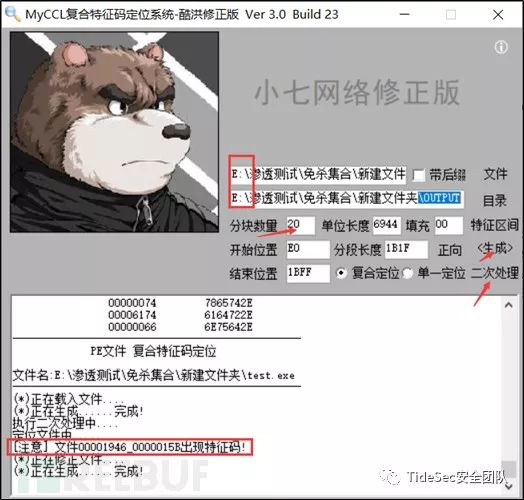 MyCCL复合特征码定位系统-酷洪修正版 Ver 3.0 Build 23
小七网络修正版
E:\渗透测试\免杀集合\新建文件 带后缀 文件
E:\渗透测试\免杀集合\新建文件夹\OUTPUT 目录
分块数量 20 单位长度 6944 填充 00 特征区间
开始位置 E0 分段长度 1B1F 正向 <生成>
结束位置 1BFF 复合定位 单一定位 二次处理
00000074 7865742E
00006174 6164722E
00000066 6E75642E
PE文件 复合特征码定位
文件名:E:\渗透测试\免杀集合\新建文件夹\test.exe
(*)正在载入文件....
(*)正在生成......完成!
执行二次处理中....
定位文件中
[注意] 文件00001946_0000015B出现特征码!
(*)正在修正文件....
(*)正在生成......完成!
REEBUF
TideSec安全团队